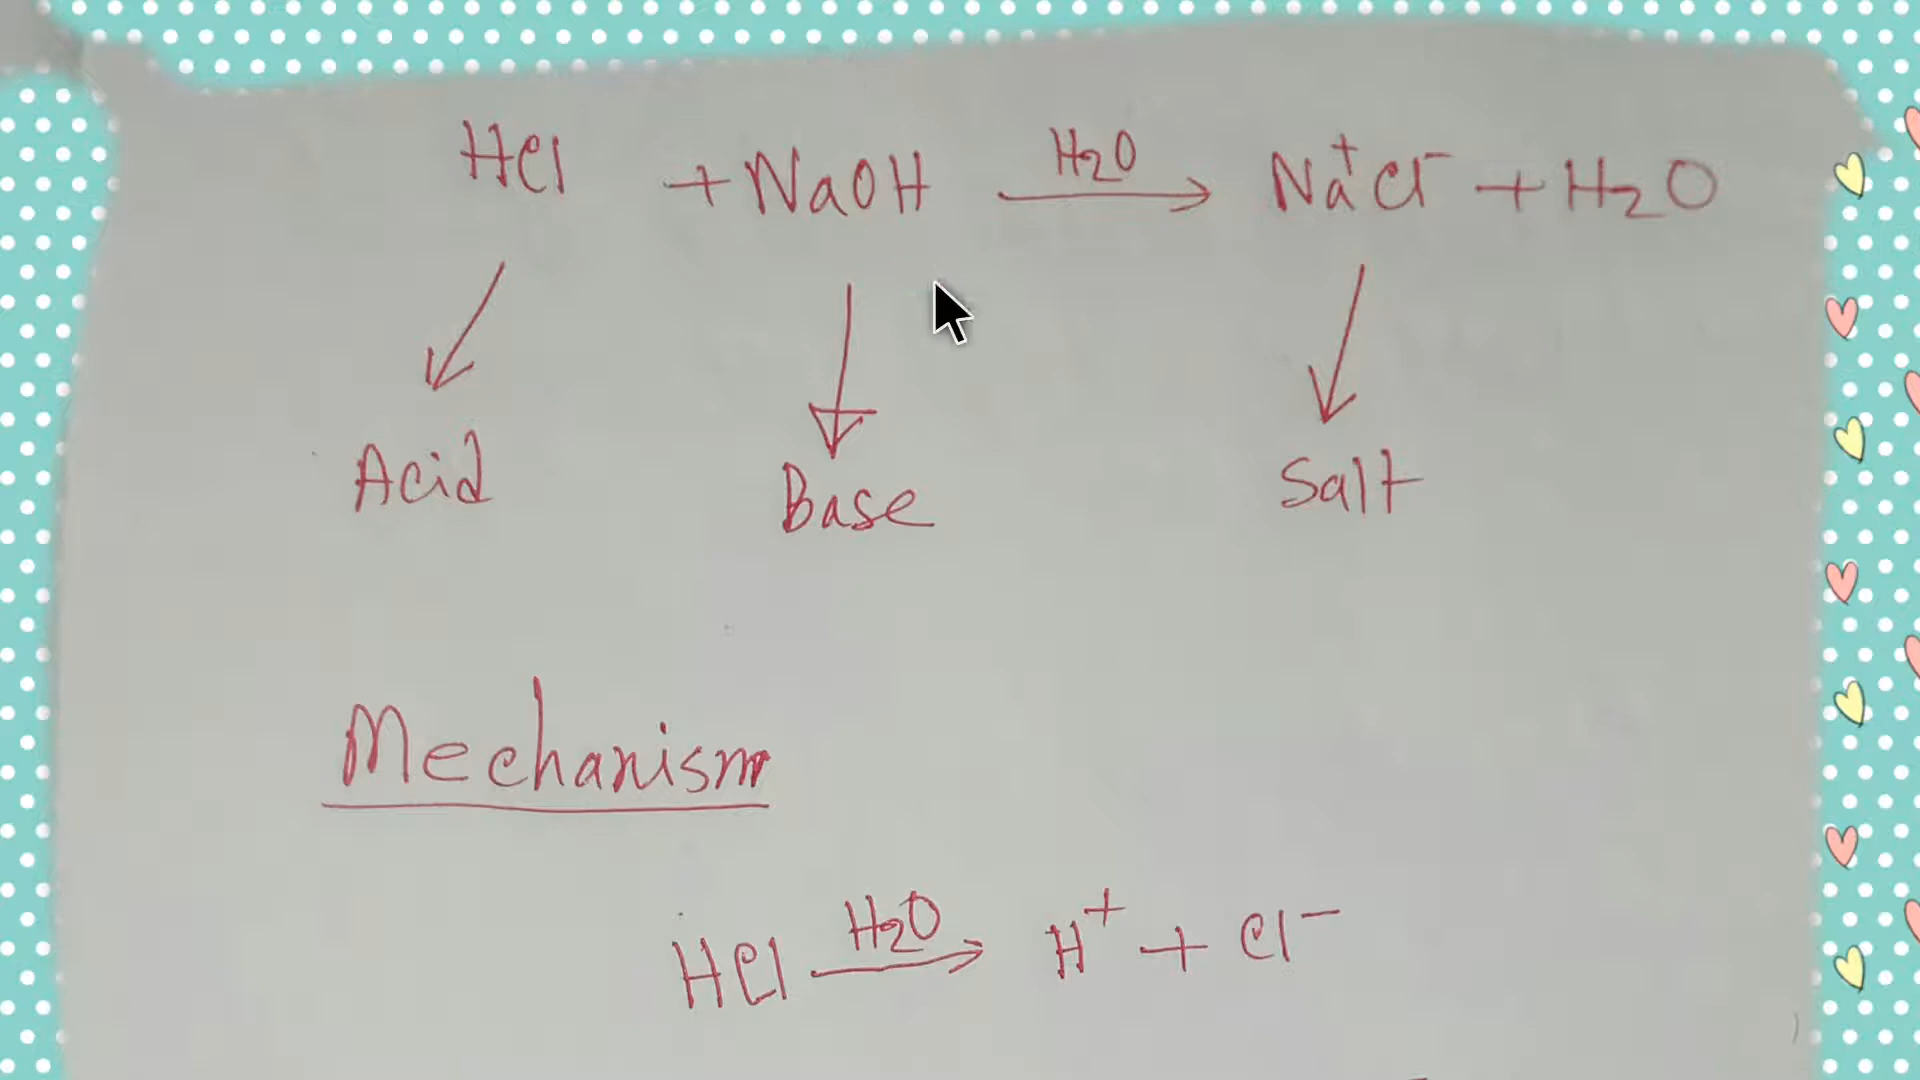 HCl + NaOH —H₂O→ Na⁺Cl⁻ + H₂O
Acid Base Salt
Mechanism
HCl —H₂O→ H⁺ + Cl⁻